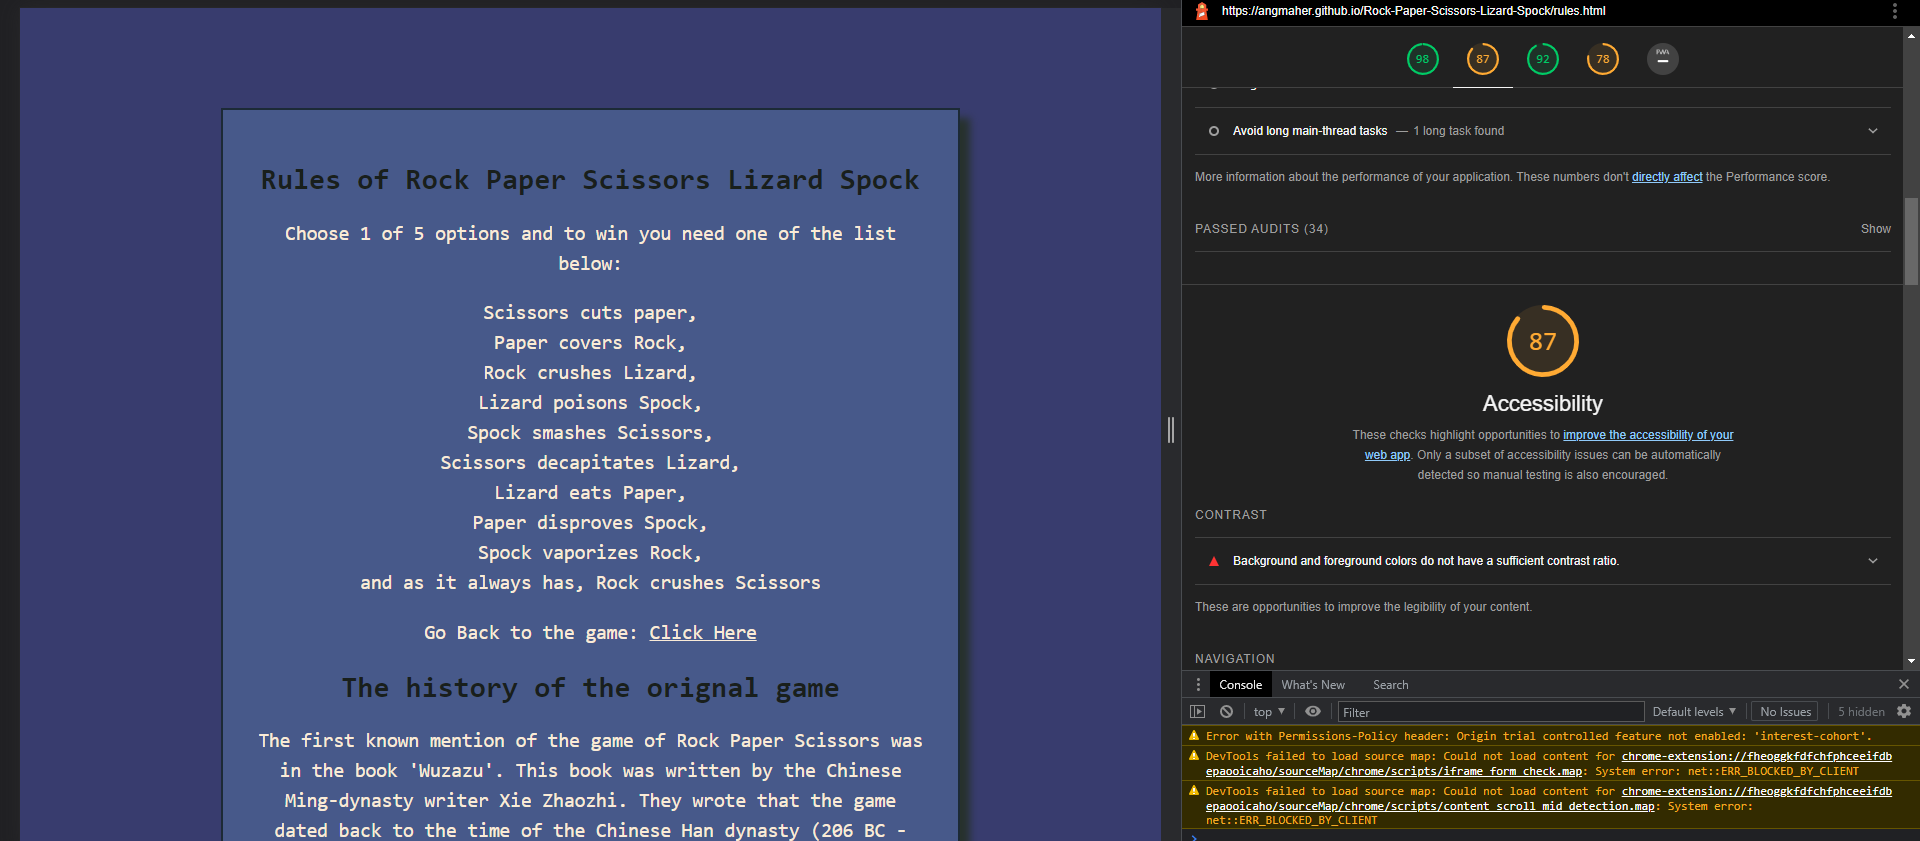 Rules of Rock Paper Scissors Lizard Spock
Choose 1 of 5 options and to win you need one of the list
below:
Scissors cuts paper,
Paper covers Rock,
Rock crushes Lizard,
Lizard poisons Spock,
Spock smashes Scissors,
Scissors decapitates Lizard,
Lizard eats Paper,
Paper disproves Spock,
Spock vaporizes Rock,
and as it always has, Rock crushes Scissors
Go Back to the game: Click Here
The history of the orignal game
The first known mention of the game of Rock Paper Scissors was
in the book 'Wuzazu'. This book was written by the Chinese
Ming-dynasty writer Xie Zhaozhi. They wrote that the game
dated back to the time of the Chinese Han dynasty (206 BC -
https://angmaher.github.io/Rock-Paper-Scissors-Lizard-Spock/rules.html
98 87 92 78 PWA
Avoid long main-thread tasks — 1 long task found
More information about the performance of your application. These numbers don't directly affect the Performance score.
PASSED AUDITS (34) Show
87
Accessibility
These checks highlight opportunities to improve the accessibility of your
web app. Only a subset of accessibility issues can be automatically
detected so manual testing is also encouraged.
CONTRAST
Background and foreground colors do not have a sufficient contrast ratio.
These are opportunities to improve the legibility of your content.
NAVIGATION
Console What's New Search
top Filter Default levels No Issues 5 hidden
Error with Permissions-Policy header: Origin trial controlled feature not enabled: 'interest-cohort'.
DevTools failed to load source map: Could not load content for chrome-extension://fheoggkfdfchfphceeifdb
epaooicaho/sourceMap/chrome/scripts/iframe_form_check.map: System error: net::ERR_BLOCKED_BY_CLIENT
DevTools failed to load source map: Could not load content for chrome-extension://fheoggkfdfchfphceeifdb
epaooicaho/sourceMap/chrome/scripts/content_scroll_mid_detection.map: System error:
net::ERR_BLOCKED_BY_CLIENT